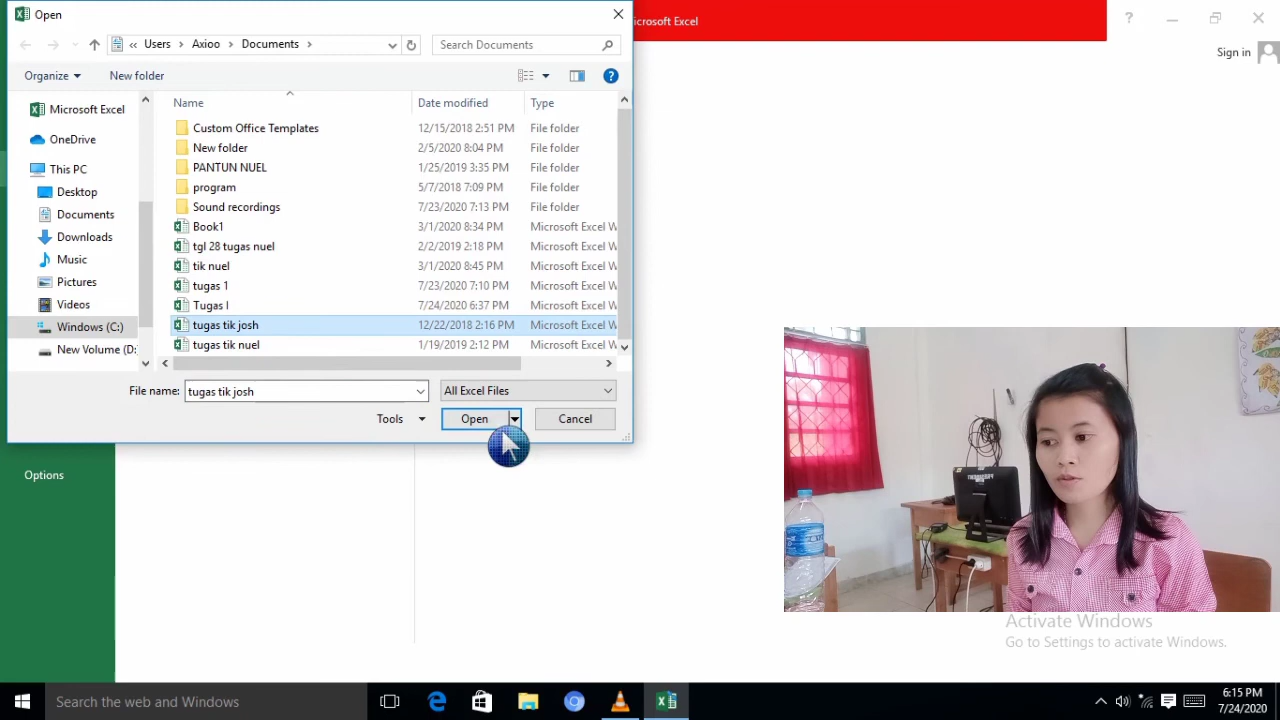 Open
icrosoft Excel
Sign in
Users
Axioo
Documents
Search Documents
Organize
New folder
Name
Date modified
Type
Microsoft Excel
OneDrive
This PC
Desktop
Documents
Downloads
Music
Pictures
Videos
Windows (C:)
New Volume (D:
Custom Office Templates 12/15/2018 2:51 PM File folder
New folder 2/5/2020 8:04 PM File folder
PANTUN NUEL 1/25/2019 3:35 PM File folder
program 5/7/2018 7:09 PM File folder
Sound recordings 7/23/2020 7:13 PM File folder
Book1 3/1/2020 8:34 PM Microsoft Excel W
tgl 28 tugas nuel 2/2/2019 2:18 PM Microsoft Excel W
tik nuel 3/1/2020 8:45 PM Microsoft Excel W
tugas 1 7/23/2020 7:10 PM Microsoft Excel W
Tugas I 7/24/2020 6:37 PM Microsoft Excel W
tugas tik josh 12/22/2018 2:16 PM Microsoft Excel W
tugas tik nuel 1/19/2019 2:12 PM Microsoft Excel W
File name: tugas tik josh
All Excel Files
Tools
Open
Cancel
Options
Activate Windows
Go to Settings to activate Windows.
Search the web and Windows
6:15 PM
7/24/2020